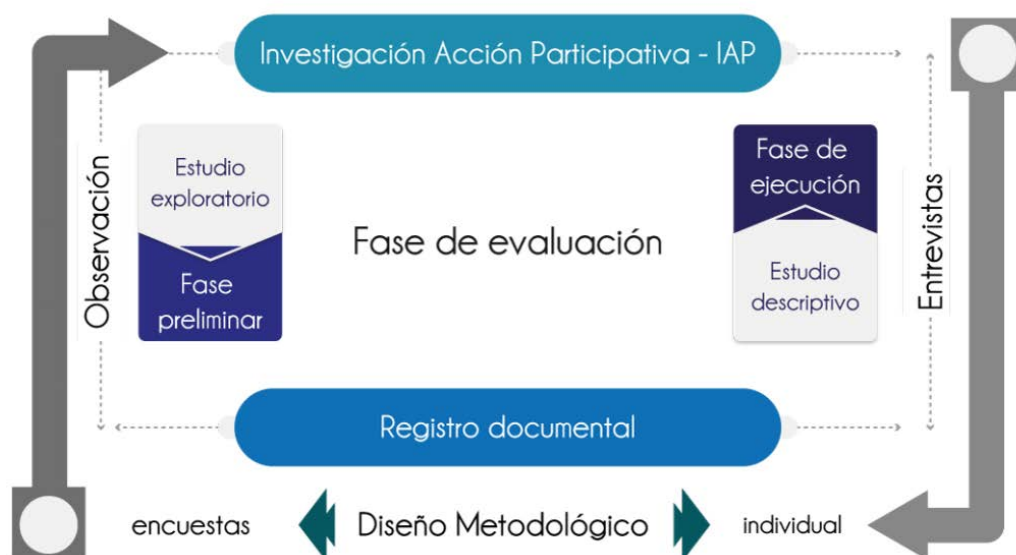 Investigación Acción Participativa - IAP
Observación
Estudio
exploratorio
Fase
preliminar
Fase de evaluación
Fase de
ejecución
Estudio
descriptivo
Entrevistas
Registro documental
encuestas
Diseño Metodológico
individual